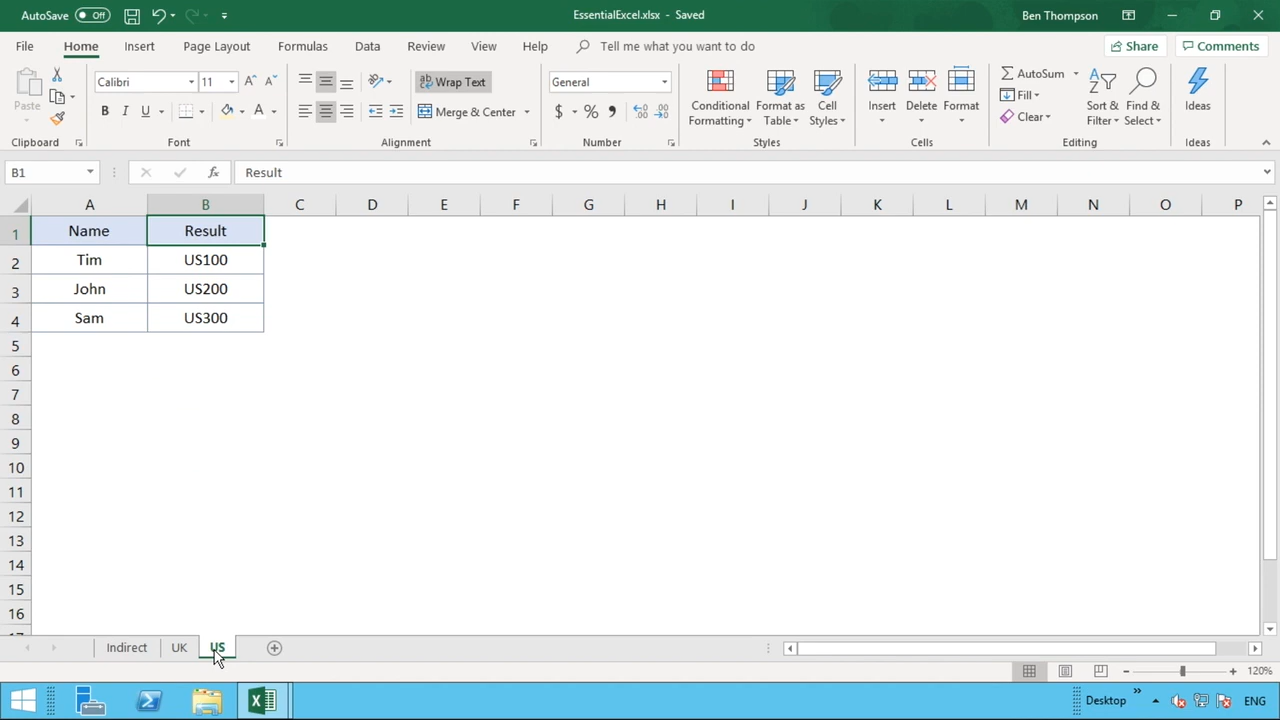 AutoSave Off EssentialExcel.xlsx - Saved Ben Thompson
File Home Insert Page Layout Formulas Data Review View Help Tell me what you want to do Share Comments
Paste
Calibri 11
B I U A
Wrap Text
Merge & Center
General
$ % ,
Conditional Formatting
Format as Table
Cell Styles
Insert Delete Format
AutoSum
Fill
Clear
Sort & Filter
Find & Select
Ideas
Clipboard Font Alignment Number Styles Cells Editing Ideas
B1 fx Result
A B C D E F G H I J K L M N O P
1 Name Result
2 Tim US100
3 John US200
4 Sam US300
5
6
7
8
9
10
11
12
13
14
15
16
17
Indirect UK US
120%
Desktop ENG